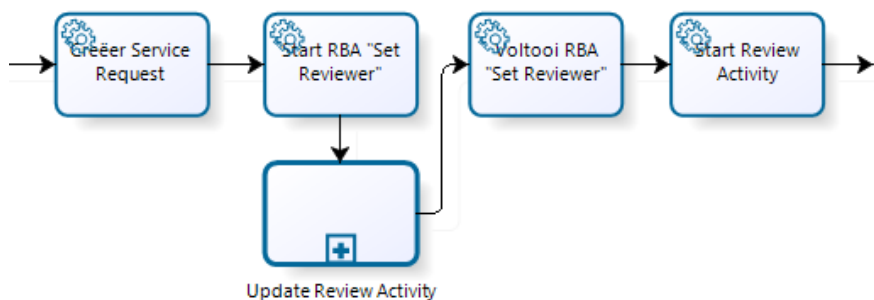 Creëer Service
Request
Start RBA "Set
Reviewer"
Voltooi RBA
"Set Reviewer"
Start Review
Activity
Update Review Activity